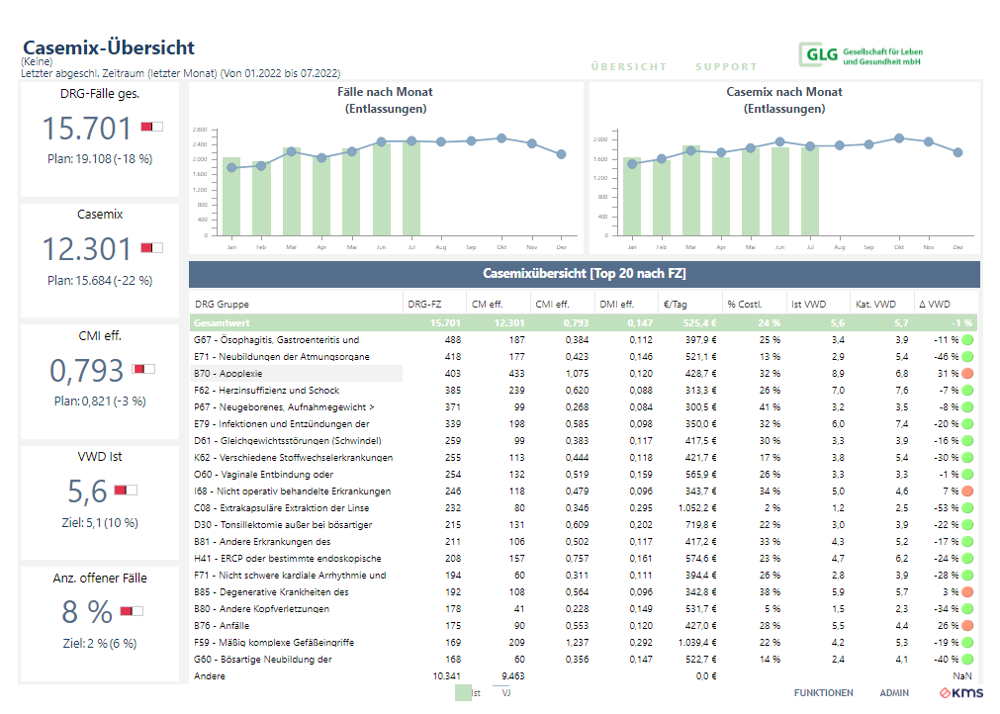 Casemix-Übersicht
(Keine)
Letzter abgeschl. Zeitraum (letzter Monat) (Von 01.2022 bis 07.2022)
ÜBERSICHT SUPPORT
GLG Gesellschaft für Leben
und Gesundheit mbH
DRG-Fälle ges.
15.701
Plan: 19.108 (-18 %)
Casemix
12.301
Plan: 15.684 (-22 %)
CMI eff.
0,793
Plan: 0,821 (-3 %)
VWD Ist
5,6
Ziel: 5,1 (10 %)
Anz. offener Fälle
8 %
Ziel: 2 % (6 %)
Fälle nach Monat
(Entlassungen)
2.800
2.400
2.000
1.600
1.200
800
400
0
Jan Feb Mär Apr Mai Jun Jul Aug Sep Okt Nov Dez
Casemix nach Monat
(Entlassungen)
2.000
1.600
1.200
800
400
0
Jan Feb Mär Apr Mai Jun Jul Aug Sep Okt Nov Dez
Casemixübersicht [Top 20 nach FZ]
DRG Gruppe DRG-FZ CM eff. CMI eff. DMI eff. €/Tag % Costl. Ist VWD Kat. VWD Δ VWD
Gesamtwert 15.701 12.301 0,793 0,147 525,4 € 24 % 5,6 5,7 -1 %
G67 - Ösophagitis, Gastroenteritis und 488 187 0,384 0,112 397,9 € 25 % 3,4 3,9 -11 %
E71 - Neubildungen der Atmungsorgane 418 177 0,423 0,146 521,1 € 13 % 2,9 5,4 -46 %
B70 - Apoplexie 403 433 1,075 0,120 428,7 € 32 % 8,9 6,8 31 %
F62 - Herzinsuffizienz und Schock 385 239 0,620 0,088 313,3 € 26 % 7,0 7,6 -7 %
P67 - Neugeborenes, Aufnahmegewicht > 371 99 0,268 0,084 300,5 € 41 % 3,2 3,5 -8 %
E79 - Infektionen und Entzündungen der 339 198 0,585 0,098 350,0 € 32 % 6,0 7,4 -20 %
D61 - Gleichgewichtsstörungen (Schwindel) 259 99 0,383 0,117 417,5 € 30 % 3,3 3,9 -16 %
K62 - Verschiedene Stoffwechselerkrankungen 255 113 0,444 0,118 421,7 € 17 % 3,8 5,4 -30 %
O60 - Vaginale Entbindung oder 254 132 0,519 0,159 565,9 € 26 % 3,3 3,3 -1 %
I68 - Nicht operativ behandelte Erkrankungen 246 118 0,479 0,096 343,7 € 34 % 5,0 4,6 7 %
C08 - Extrakapsuläre Extraktion der Linse 232 80 0,346 0,295 1.052,2 € 2 % 1,2 2,5 -53 %
D30 - Tonsillektomie außer bei bösartiger 215 131 0,609 0,202 719,8 € 22 % 3,0 3,9 -22 %
B81 - Andere Erkrankungen des 211 106 0,502 0,117 417,2 € 33 % 4,3 5,2 -17 %
H41 - ERCP oder bestimmte endoskopische 208 157 0,757 0,161 574,6 € 23 % 4,7 6,2 -24 %
F71 - Nicht schwere kardiale Arrhythmie und 194 60 0,311 0,111 394,4 € 26 % 2,8 3,9 -28 %
B85 - Degenerative Krankheiten des 192 108 0,564 0,096 342,8 € 38 % 5,9 5,7 3 %
B80 - Andere Kopfverletzungen 178 41 0,228 0,149 531,7 € 5 % 1,5 2,3 -34 %
B76 - Anfälle 175 90 0,553 0,120 427,0 € 28 % 5,5 4,4 26 %
F59 - Mäßig komplexe Gefäßeingriffe 169 209 1,237 0,292 1.039,4 € 22 % 4,2 5,3 -19 %
G60 - Bösartige Neubildung der 168 60 0,356 0,147 522,7 € 14 % 2,4 4,1 -40 %
Andere 10.341 9.463 0,0 € NaN
Ist VJ
FUNKTIONEN ADMIN KMS